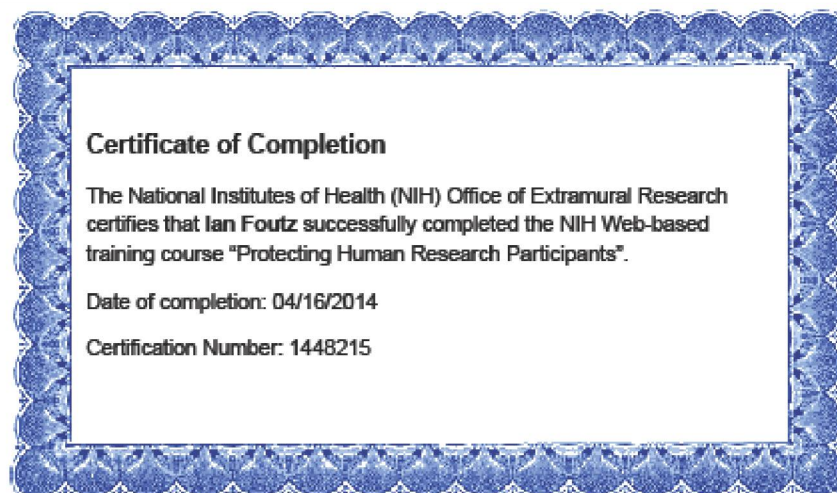 Certificate of Completion
The National Institutes of Health (NIH) Office of Extramural Research
certifies that Ian Foutz successfully completed the NIH Web-based
training course “Protecting Human Research Participants”.
Date of completion: 04/16/2014
Certification Number: 1448215